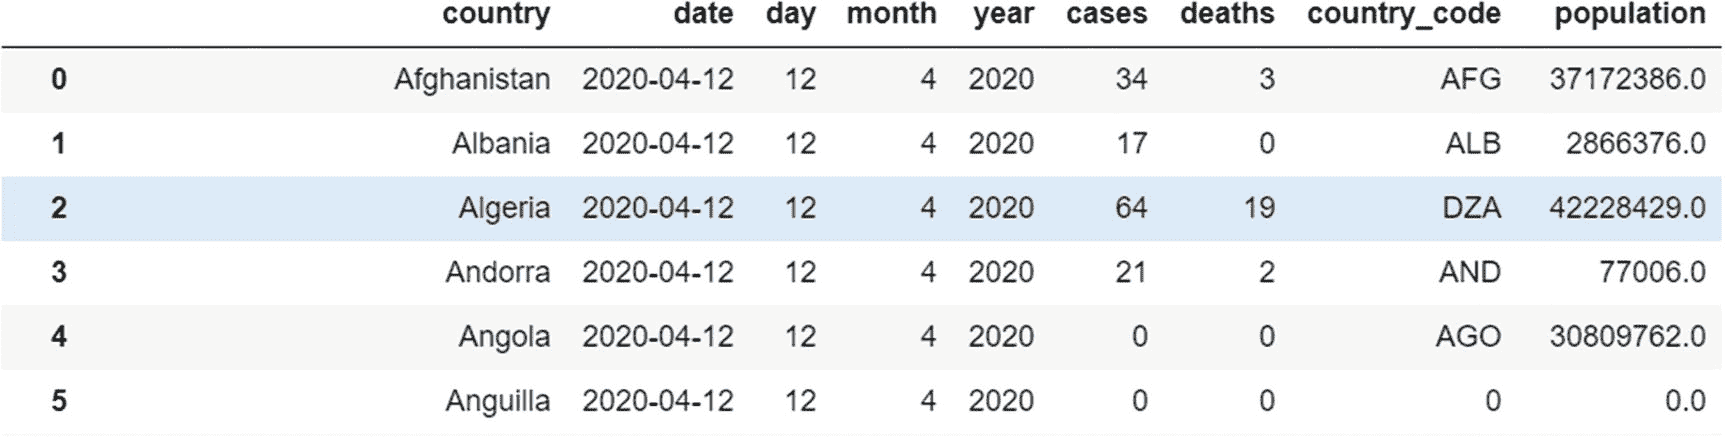 country date day month year cases deaths country_code population
0 Afghanistan 2020-04-12 12 4 2020 34 3 AFG 37172386.0
1 Albania 2020-04-12 12 4 2020 17 0 ALB 2866376.0
2 Algeria 2020-04-12 12 4 2020 64 19 DZA 42228429.0
3 Andorra 2020-04-12 12 4 2020 21 2 AND 77006.0
4 Angola 2020-04-12 12 4 2020 0 0 AGO 30809762.0
5 Anguilla 2020-04-12 12 4 2020 0 0 0 0.0